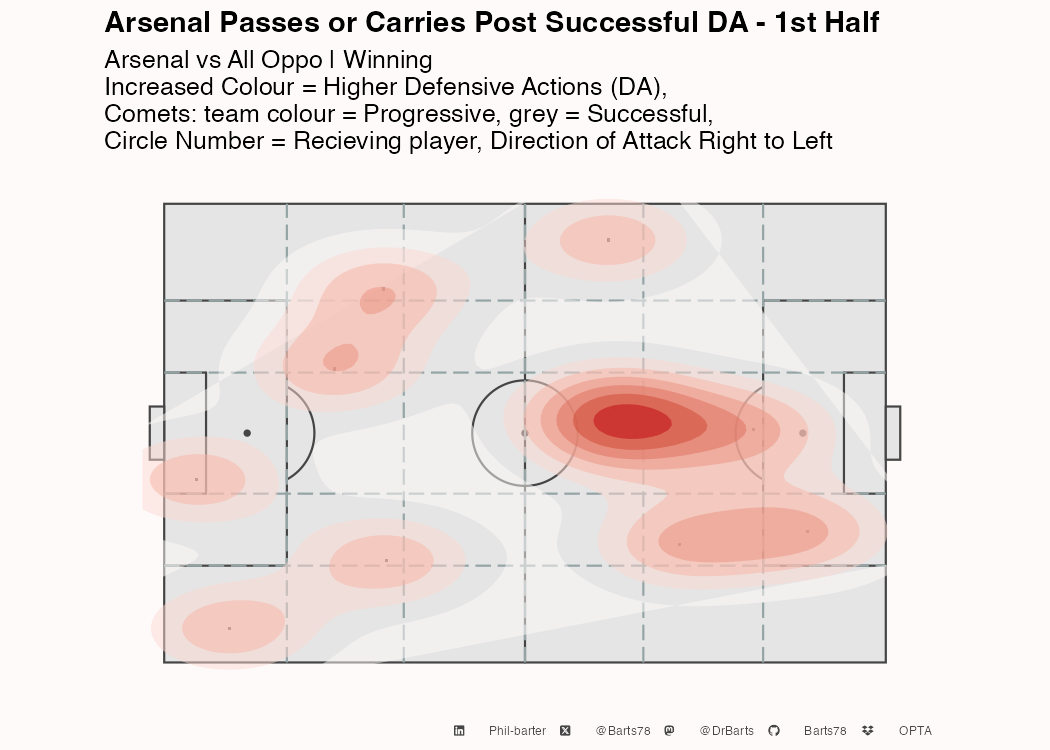 Arsenal Passes or Carries Post Successful DA - 1st Half
Arsenal vs All Oppo | Winning
Increased Colour = Higher Defensive Actions (DA),
Comets: team colour = Progressive, grey = Successful,
Circle Number = Recieving player, Direction of Attack Right to Left
Phil-barter @Barts78 @DrBarts Barts78 OPTA